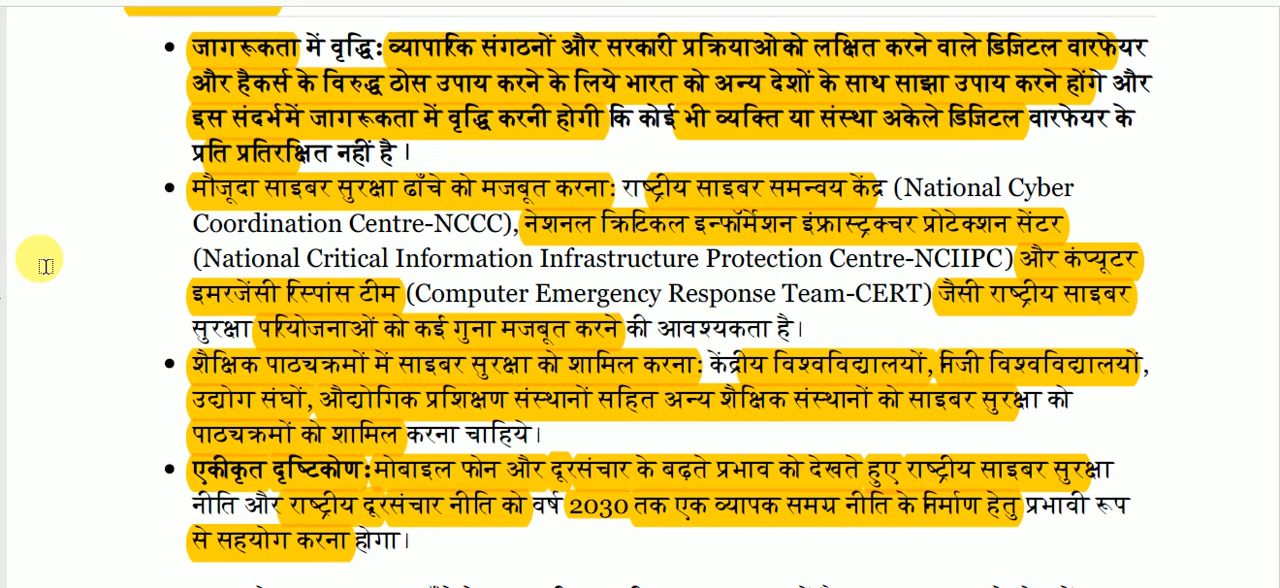 • जागरूकता में वृद्धि: व्यापारिक संगठनों और सरकारी प्रक्रियाओंको लक्षित करने वाले डिजिटल वारफेयर
और हैकर्स के विरुद्ध ठोस उपाय करने के लिये भारत को अन्य देशों के साथ साझा उपाय करने होंगे और
इस संदर्भमें जागरूकता में वृद्धि करनी होगी कि कोई भी व्यक्ति या संस्था अकेले डिजिटल वारफेयर के
प्रति प्रतिरक्षित नहीं है ।
• मौजूदा साइबर सुरक्षा ढाँचे को मजबूत करना: राष्ट्रीय साइबर समन्वय केंद्र (National Cyber
Coordination Centre-NCCC), नेशनल क्रिटिकल इन्फॉर्मेशन इंफ्रास्ट्रक्चर प्रोटेक्शन सेंटर
(National Critical Information Infrastructure Protection Centre-NCIIPC) और कंप्यूटर
इमरजेंसी रिस्पांस टीम (Computer Emergency Response Team-CERT) जैसी राष्ट्रीय साइबर
सुरक्षा परियोजनाओं को कई गुना मजबूत करने की आवश्यकता है।
• शैक्षिक पाठ्यक्रमों में साइबर सुरक्षा को शामिल करना: केंद्रीय विश्वविद्यालयों, निजी विश्वविद्यालयों,
उद्योग संघों, औद्योगिक प्रशिक्षण संस्थानों सहित अन्य शैक्षिक संस्थानों को साइबर सुरक्षा को
पाठ्यक्रमों को शामिल करना चाहिये।
• एकीकृत दृष्टिकोण: मोबाइल फोन और दूरसंचार के बढ़ते प्रभाव को देखते हुए राष्ट्रीय साइबर सुरक्षा
नीति और राष्ट्रीय दूरसंचार नीति को वर्ष 2030 तक एक व्यापक समग्र नीति के निर्माण हेतु प्रभावी रूप
से सहयोग करना होगा।